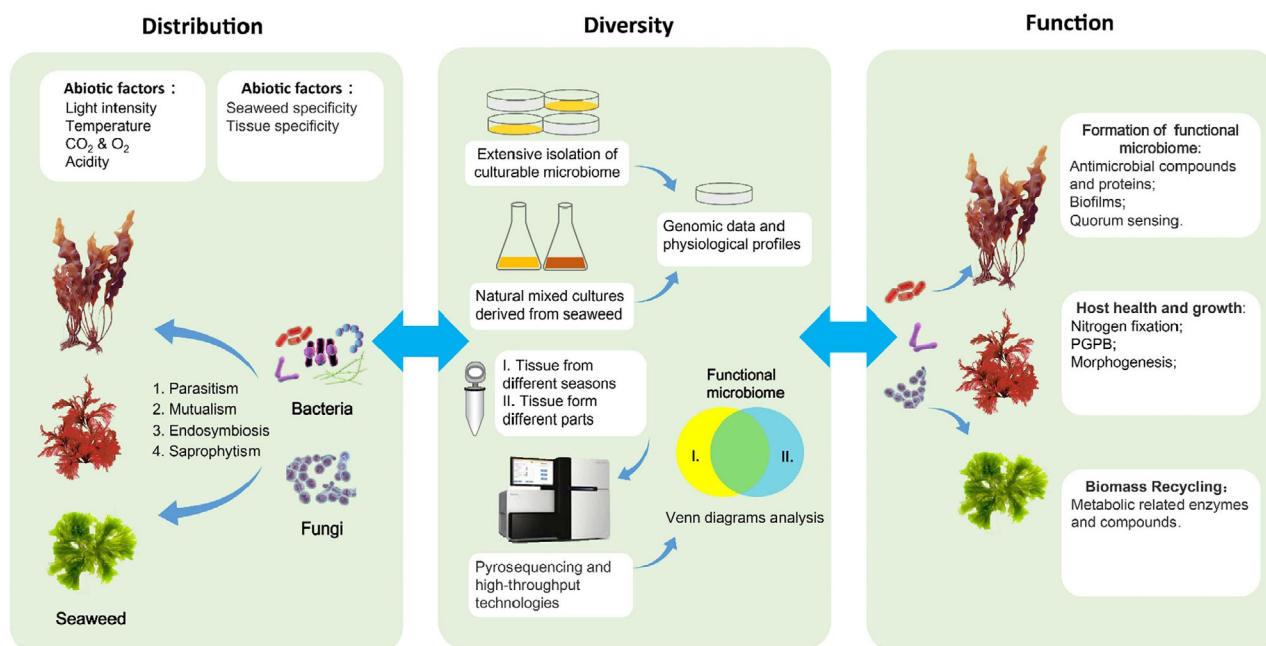 Distribution
Abiotic factors :
Light intensity
Temperature
CO₂ & O₂
Acidity
Abiotic factors :
Seaweed specificity
Tissue specificity
1. Parasitism
2. Mutualism
3. Endosymbiosis
4. Saprophytism
Bacteria
Fungi
Seaweed
Diversity
Extensive isolation of
culturable microbiome
Natural mixed cultures
derived from seaweed
Genomic data and
physiological profiles
I. Tissue from
different seasons
II. Tissue form
different parts
Pyrosequencing and
high-throughput
technologies
Functional
microbiome
I.
II.
Venn diagrams analysis
Function
Formation of functional
microbiome:
Antimicrobial compounds
and proteins;
Biofilms;
Quorum sensing.
Host health and growth:
Nitrogen fixation;
PGPB;
Morphogenesis;
Biomass Recycling:
Metabolic related enzymes
and compounds.